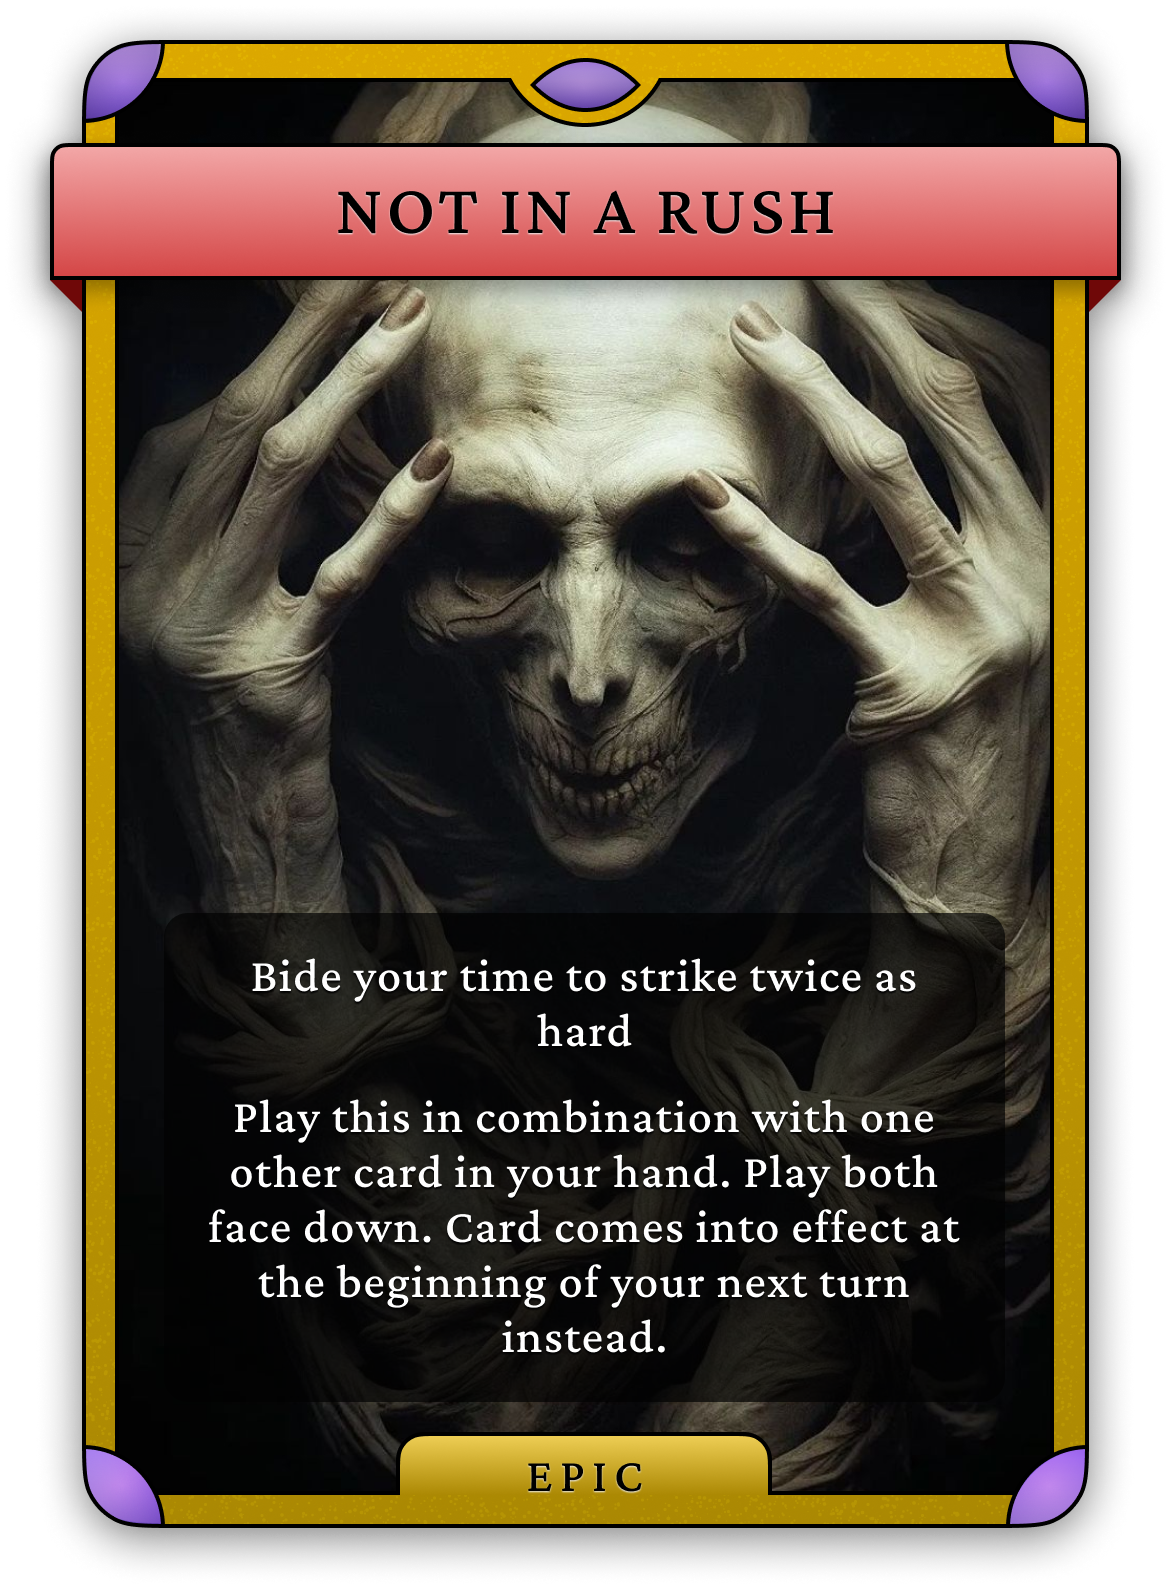 NOT IN A RUSH
Bide your time to strike twice as
hard
Play this in combination with one
other card in your hand. Play both
face down. Card comes into effect at
the beginning of your next turn
instead.
EPIC